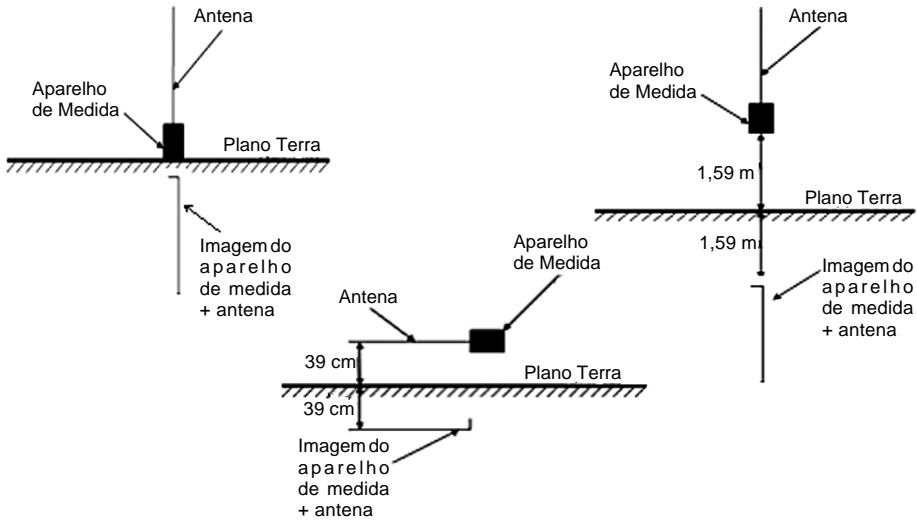 Antena
Aparelho
de Medida
Plano Terra
Imagem do
aparelho
de medida
+ antena
Aparelho
de Medida
Antena
39 cm
Plano Terra
39 cm
Imagem do
aparelho
de medida
+ antena
Antena
Aparelho
de Medida
1,59 m
Plano Terra
1,59 m
Imagem do
aparelho
de medida
+ antena